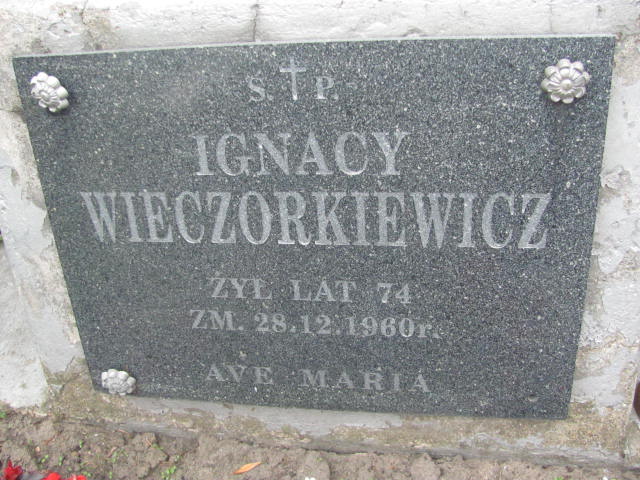 Ś.†P.
IGNACY
WIECZORKIEWICZ
ŻYŁ LAT 74
ZM. 28.12.1960r.
AVE MARIA